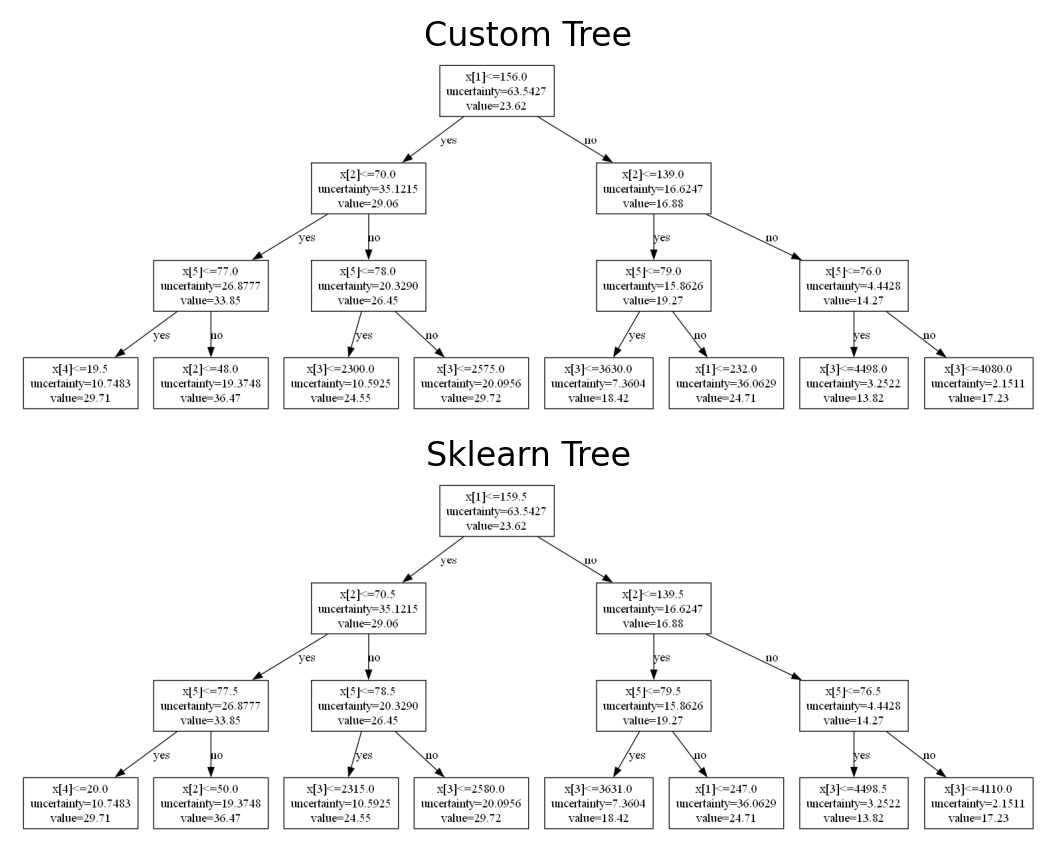 Custom Tree
x[1]<=156.0
uncertainty=63.5427
value=23.62
yes
no
x[2]<=70.0
uncertainty=35.1215
value=29.06
x[2]<=139.0
uncertainty=16.6247
value=16.88
yes
no
yes
no
x[5]<=77.0
uncertainty=26.8777
value=33.85
x[5]<=78.0
uncertainty=20.3290
value=26.45
x[5]<=79.0
uncertainty=15.8626
value=19.27
x[5]<=76.0
uncertainty=4.4428
value=14.27
yes
no
yes
no
yes
no
yes
no
x[4]<=19.5
uncertainty=10.7483
value=29.71
x[2]<=48.0
uncertainty=19.3748
value=36.47
x[3]<=2300.0
uncertainty=10.5925
value=24.55
x[3]<=2575.0
uncertainty=20.0956
value=29.72
x[3]<=3630.0
uncertainty=7.3604
value=18.42
x[1]<=232.0
uncertainty=36.0629
value=24.71
x[3]<=4498.0
uncertainty=3.2522
value=13.82
x[3]<=4080.0
uncertainty=2.1511
value=17.23
Sklearn Tree
x[1]<=159.5
uncertainty=63.5427
value=23.62
yes
no
x[2]<=70.5
uncertainty=35.1215
value=29.06
x[2]<=139.5
uncertainty=16.6247
value=16.88
yes
no
yes
no
x[5]<=77.5
uncertainty=26.8777
value=33.85
x[5]<=78.5
uncertainty=20.3290
value=26.45
x[5]<=79.5
uncertainty=15.8626
value=19.27
x[5]<=76.5
uncertainty=4.4428
value=14.27
yes
no
yes
no
yes
no
yes
no
x[4]<=20.0
uncertainty=10.7483
value=29.71
x[2]<=50.0
uncertainty=19.3748
value=36.47
x[3]<=2315.0
uncertainty=10.5925
value=24.55
x[3]<=2580.0
uncertainty=20.0956
value=29.72
x[3]<=3631.0
uncertainty=7.3604
value=18.42
x[1]<=247.0
uncertainty=36.0629
value=24.71
x[3]<=4498.5
uncertainty=3.2522
value=13.82
x[3]<=4110.0
uncertainty=2.1511
value=17.23